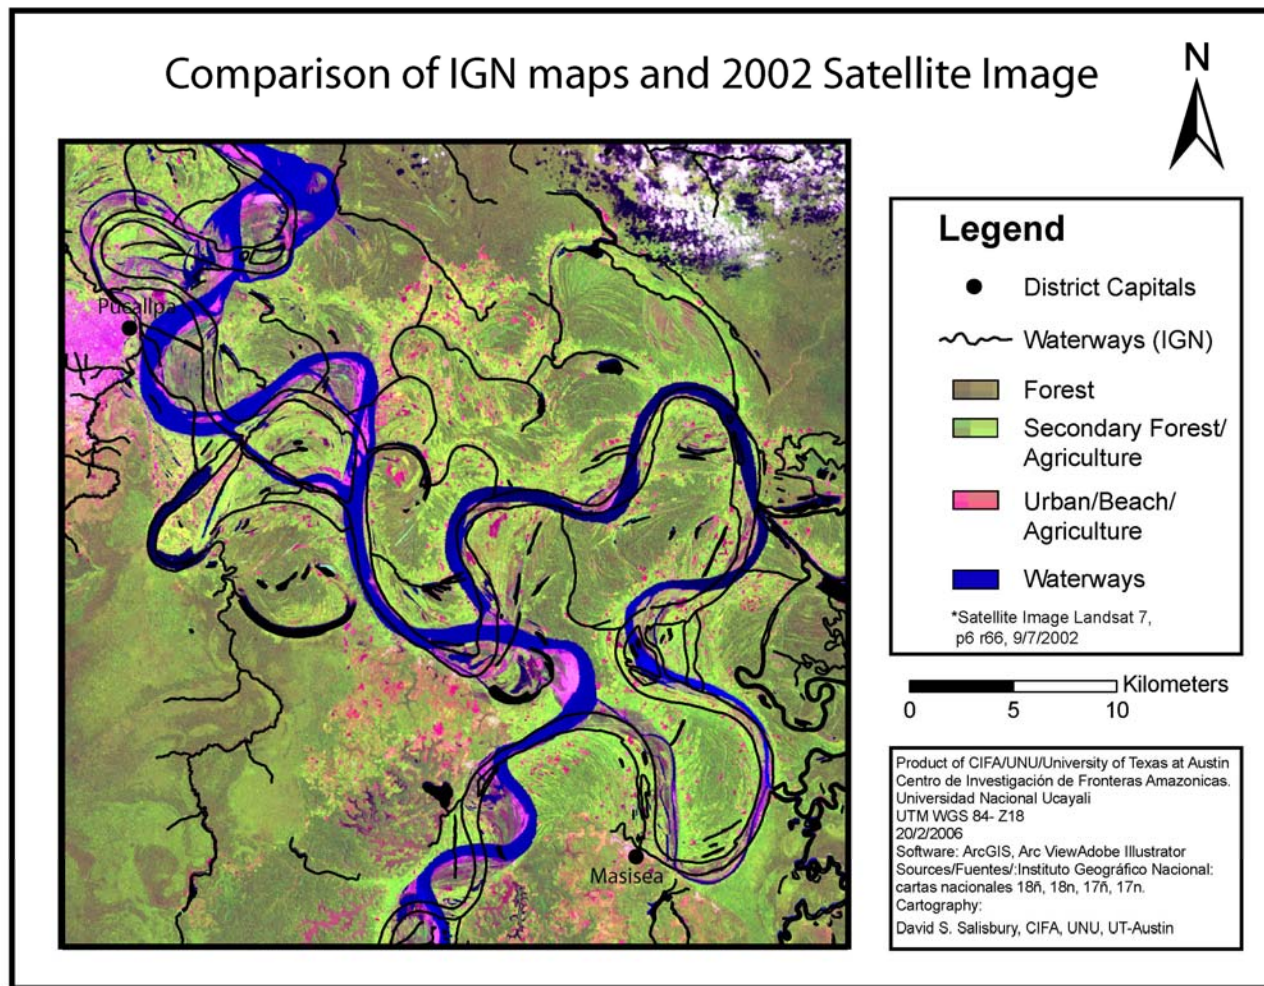 Comparison of IGN maps and 2002 Satellite Image
N
Pucallpa
Masisea
Legend
District Capitals
Waterways (IGN)
Forest
Secondary Forest/
Agriculture
Urban/Beach/
Agriculture
Waterways
*Satellite Image Landsat 7,
p6 r66, 9/7/2002
Kilometers
0 5 10
Product of CIFA/UNU/University of Texas at Austin
Centro de Investigación de Fronteras Amazonicas.
Universidad Nacional Ucayali
UTM WGS 84- Z18
20/2/2006
Software: ArcGIS, Arc ViewAdobe Illustrator
Sources/Fuentes/:Instituto Geográfico Nacional:
cartas nacionales 18ñ, 18n, 17ñ, 17n.
Cartography:
David S. Salisbury, CIFA, UNU, UT-Austin